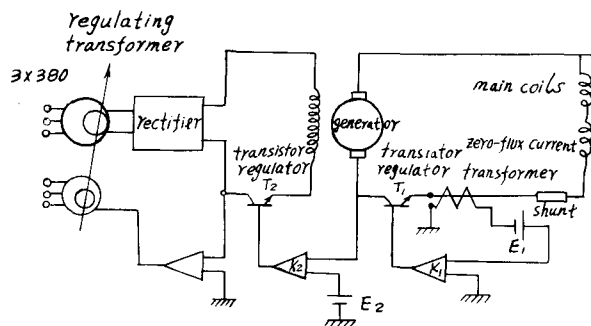 regulating
transformer
3x380
rectifier
transistor
regulator
T2
K2
E2
generator
transiator
regulator
T1
K1
main coils
zero-flux current
transformer
shunt
E1